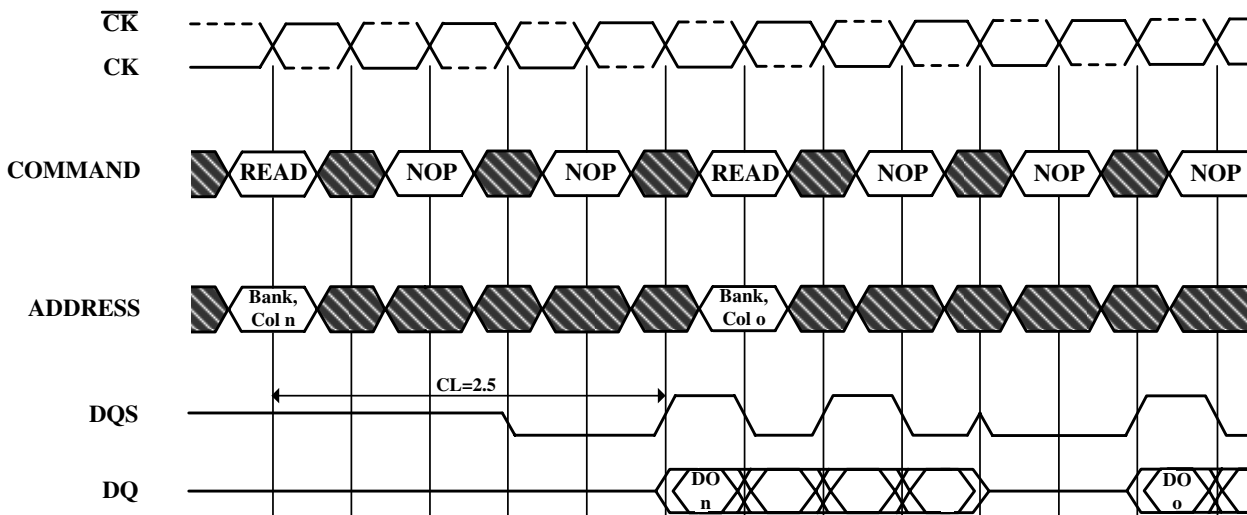 CK
CK
COMMAND
READ
NOP
NOP
READ
NOP
NOP
NOP
ADDRESS
Bank,
Col n
Bank,
Col o
CL=2.5
DQS
DQ
DO
n
DO
o